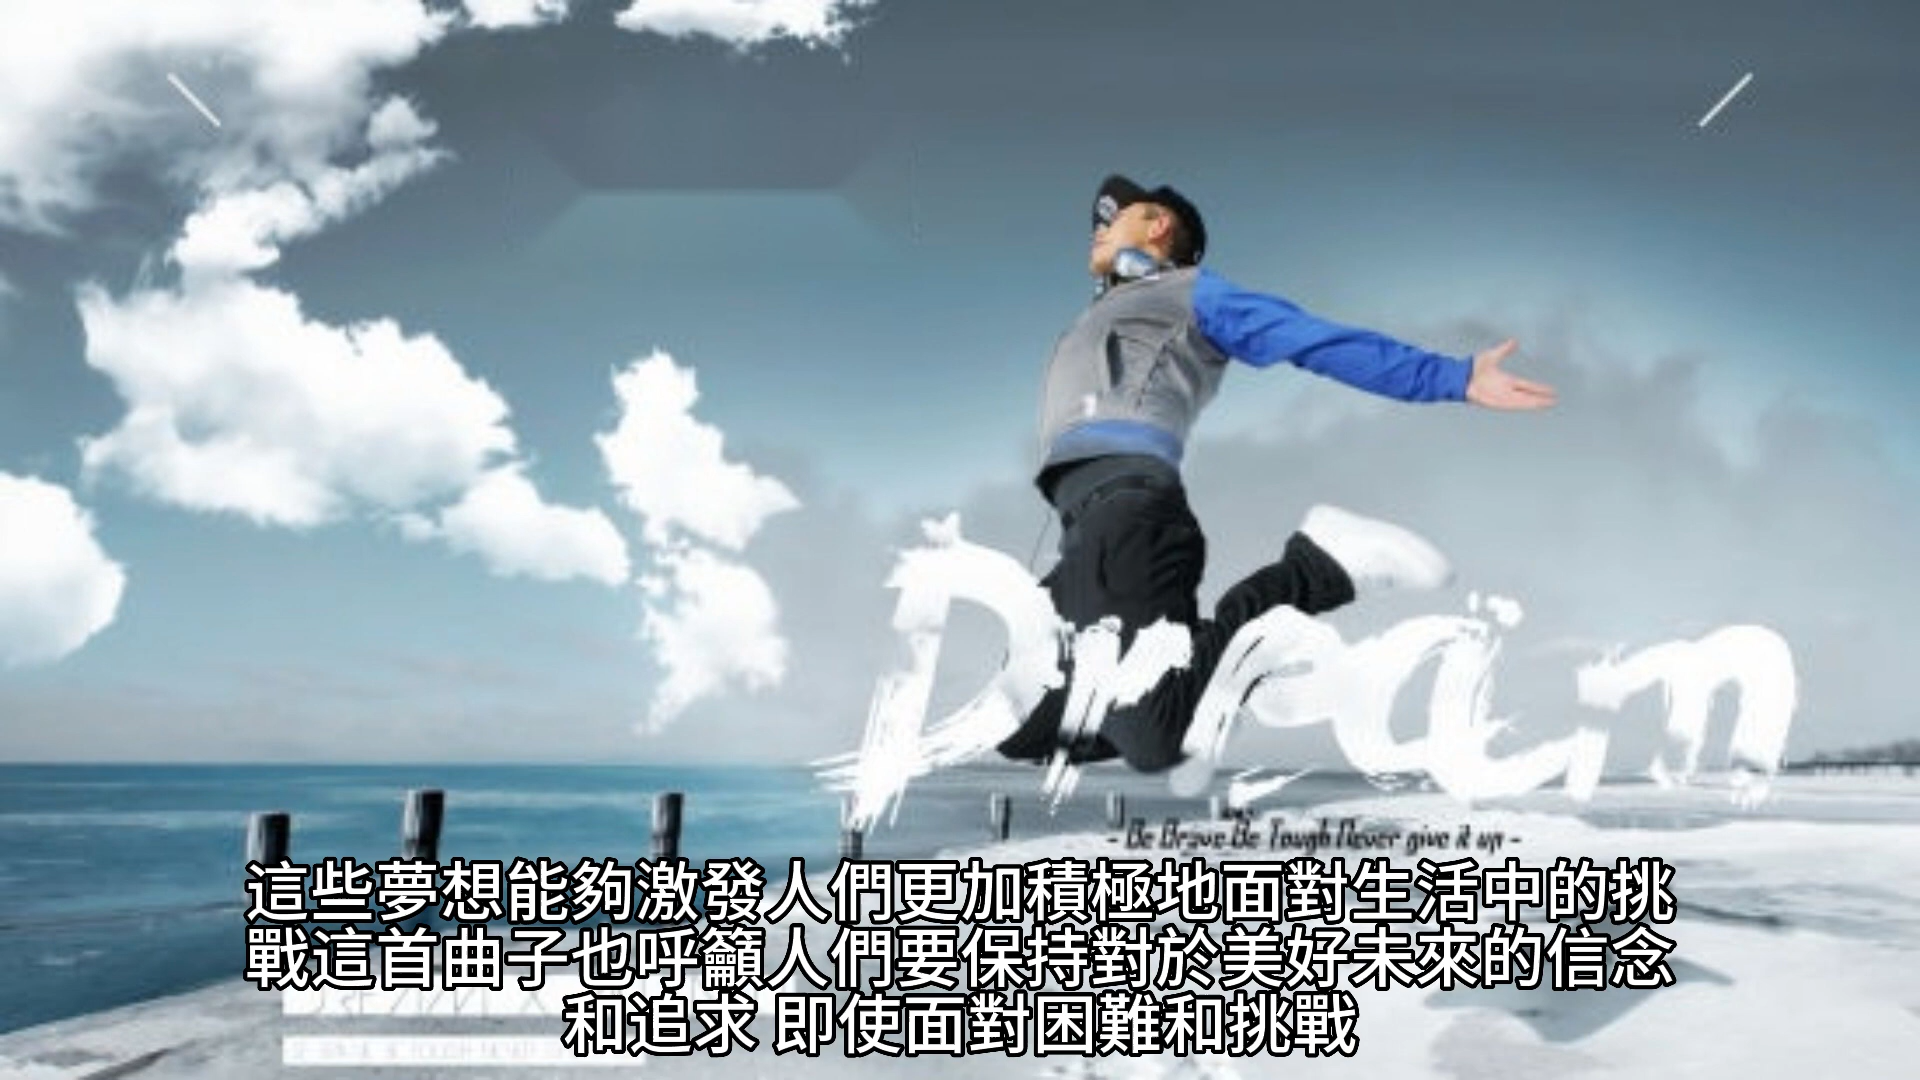 Dream
- Be Brave Be Tough Never give it up -
這些夢想能夠激發人們更加積極地面對生活中的挑
戰這首曲子也呼籲人們要保持對於美好未來的信念
和追求 即使面對困難和挑戰